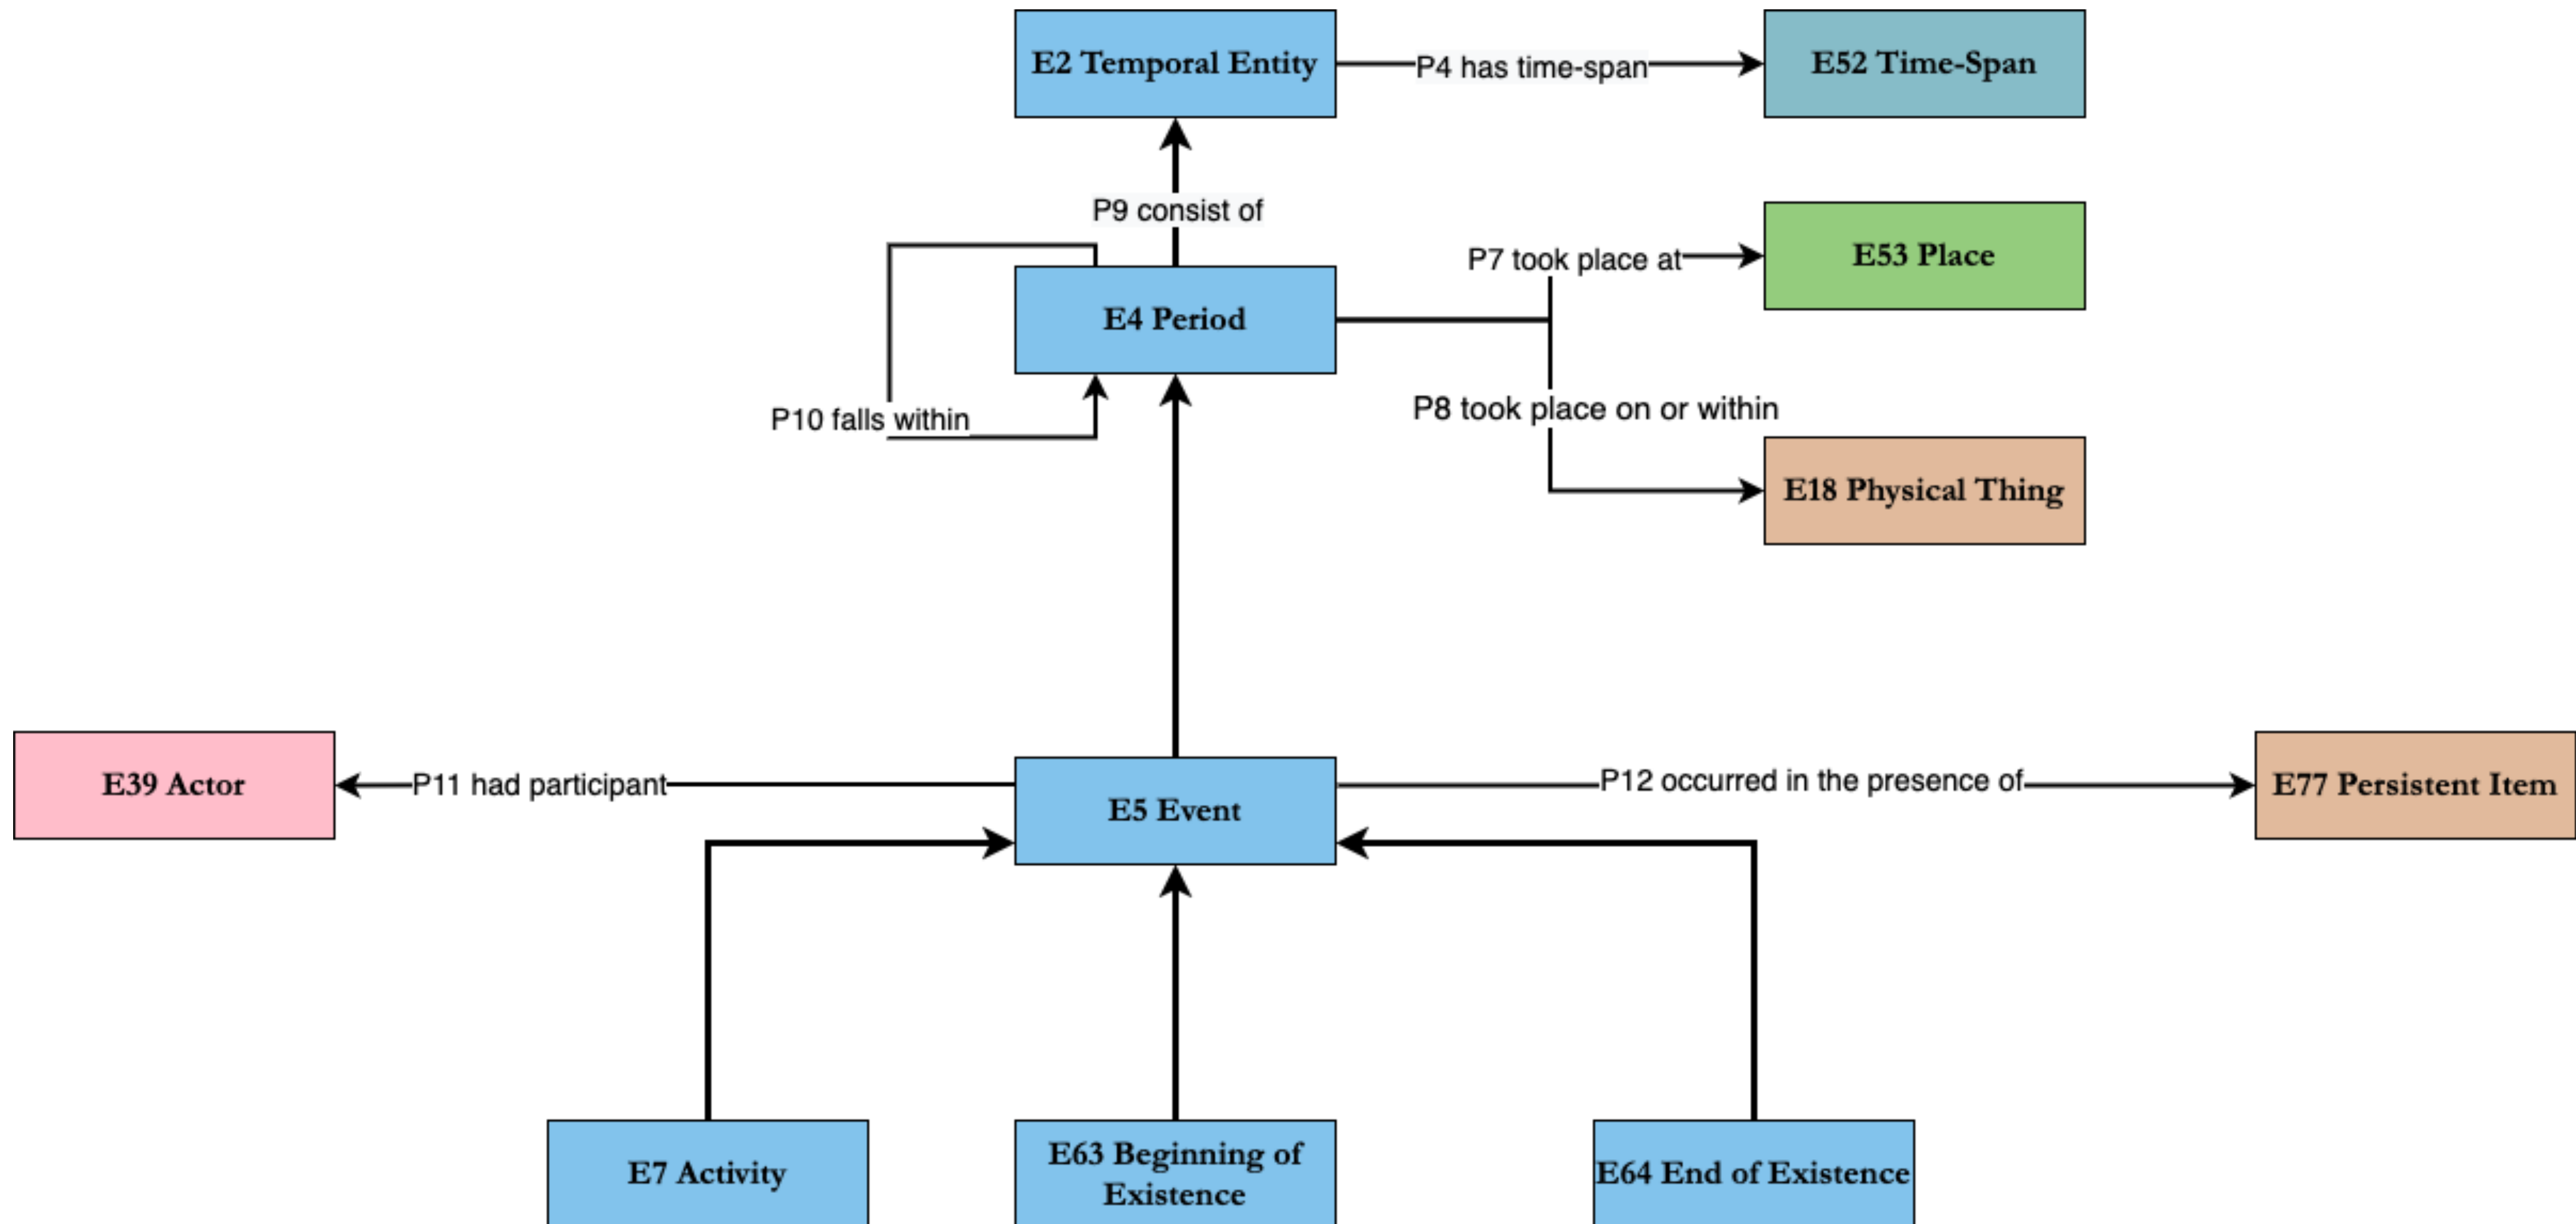 E2 Temporal Entity
P4 has time-span
E52 Time-Span
P9 consist of
P7 took place at
E53 Place
E4 Period
P10 falls within
P8 took place on or within
E18 Physical Thing
E39 Actor
P11 had participant
E5 Event
P12 occurred in the presence of
E77 Persistent Item
E7 Activity
E63 Beginning of
Existence
E64 End of Existence